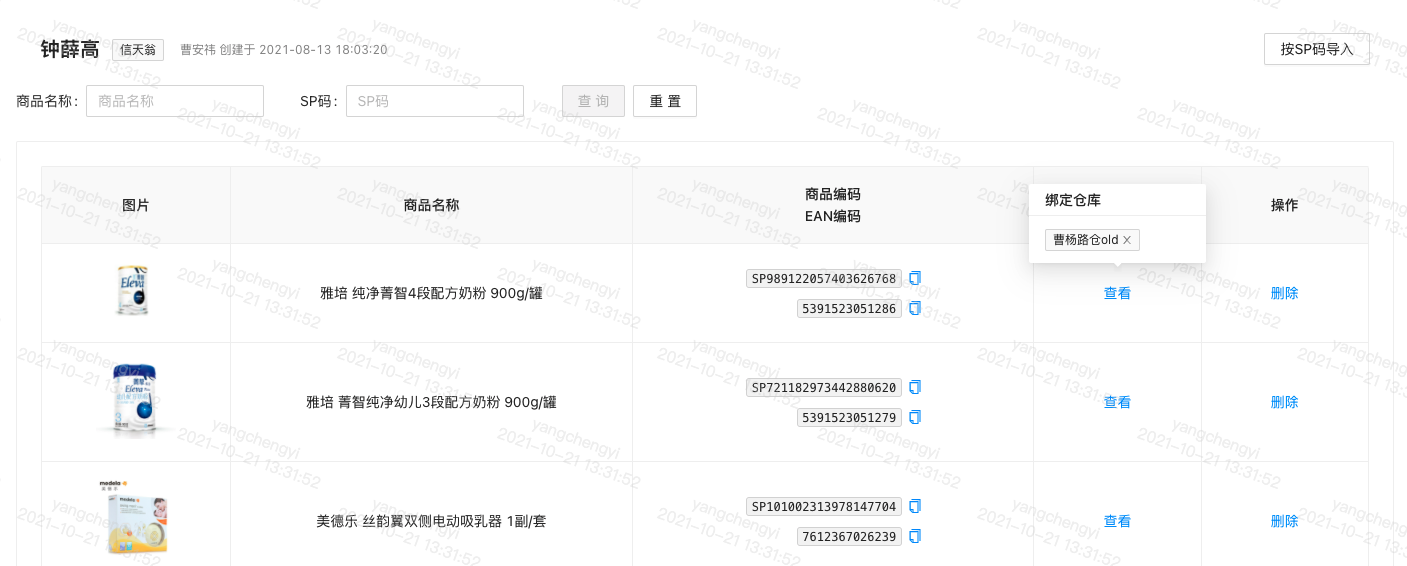 钟薛高 信天翁 曹安祎 创建于 2021-08-13 18:03:20 按SP码导入
商品名称: 商品名称 SP码: SP码 查 询 重 置
图片 商品名称 商品编码 绑定仓库 操作
EAN编码
曹杨路仓old
Eleva
雅培 纯净菁智4段配方奶粉 900g/罐 SP989122057403626768 查看 删除
5391523051286
Eleva
雅培 菁智纯净幼儿3段配方奶粉 900g/罐 SP721182973442880620 查看 删除
5391523051279
medela
美德乐 丝韵翼双侧电动吸乳器 1副/套 SP101002313978147704 查看 删除
7612367026239
yangchengyi
2021-10-21 13:31:52